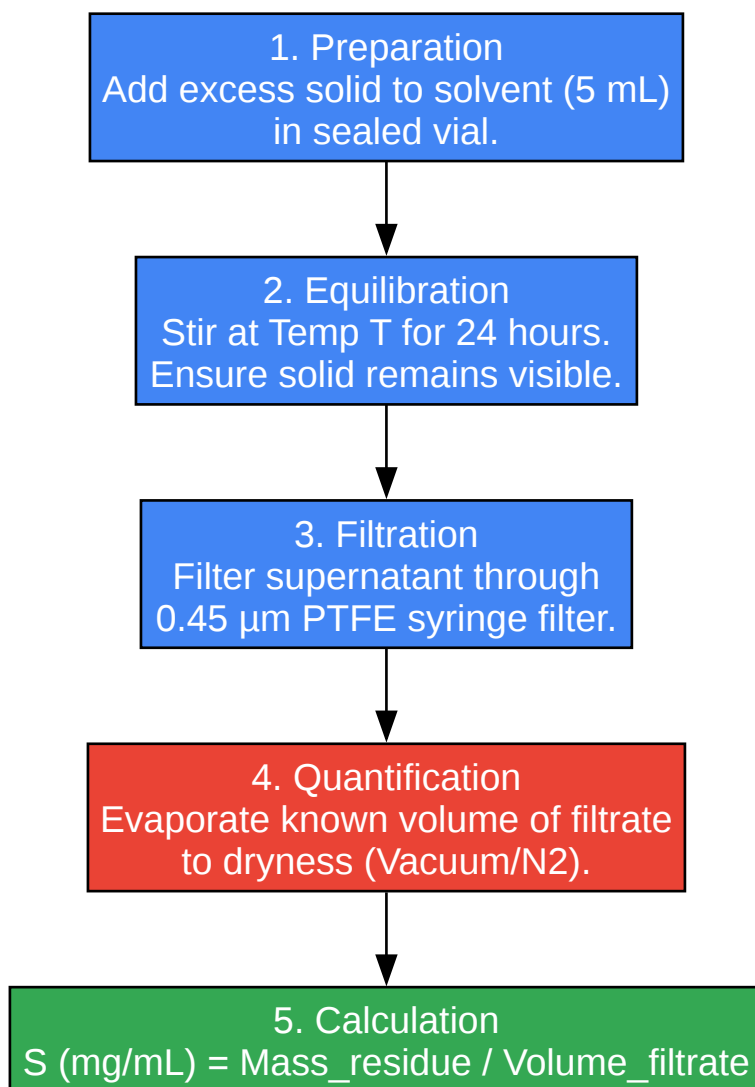 1. Preparation
Add excess solid to solvent (5 mL)
in sealed vial.
2. Equilibration
Stir at Temp T for 24 hours.
Ensure solid remains visible.
3. Filtration
Filter supernatant through
0.45 µm PTFE syringe filter.
4. Quantification
Evaporate known volume of filtrate
to dryness (Vacuum/N2).
5. Calculation
S (mg/mL) = Mass_residue / Volume_filtrate